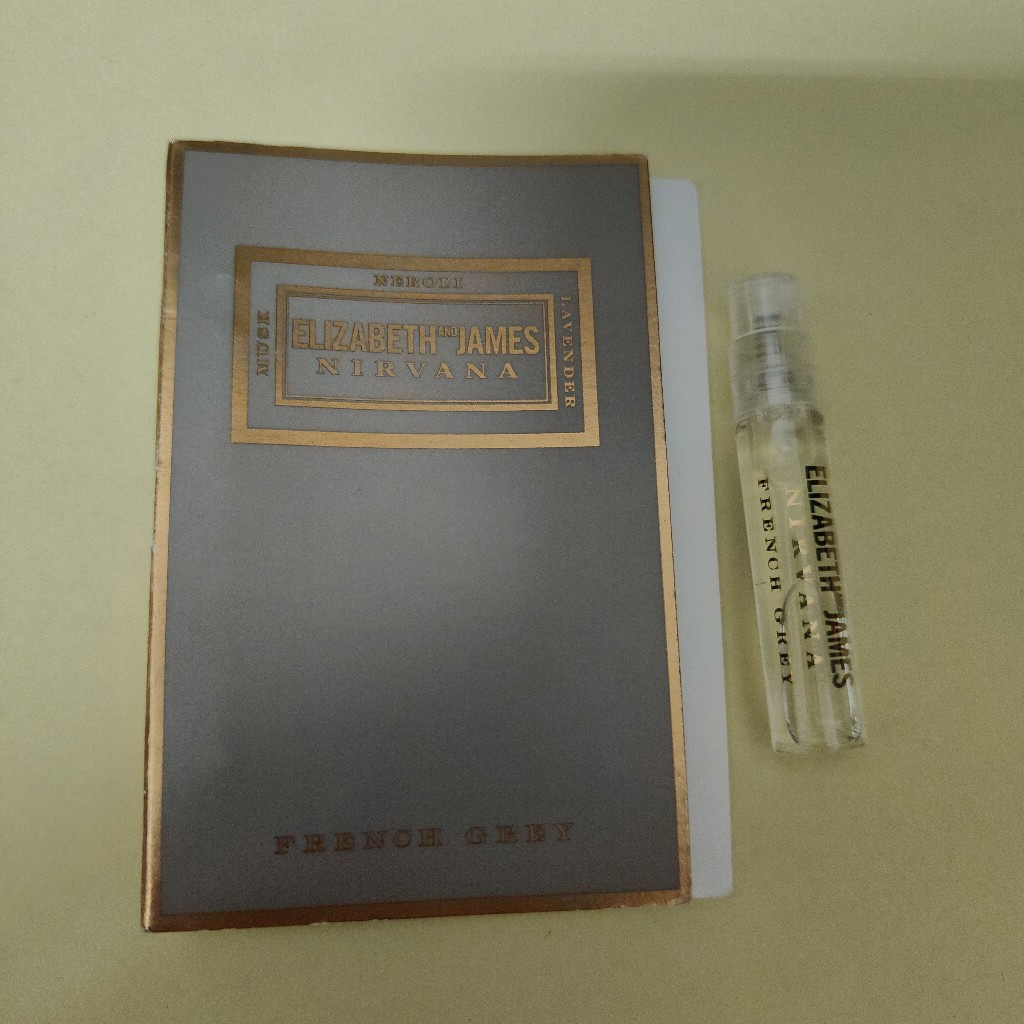 NEROLI
MUSK
ELIZABETH AND JAMES
NIRVANA
LAVENDER
FRENCH GREY
ELIZABETH AND JAMES
NIRVANA
FRENCH GREY